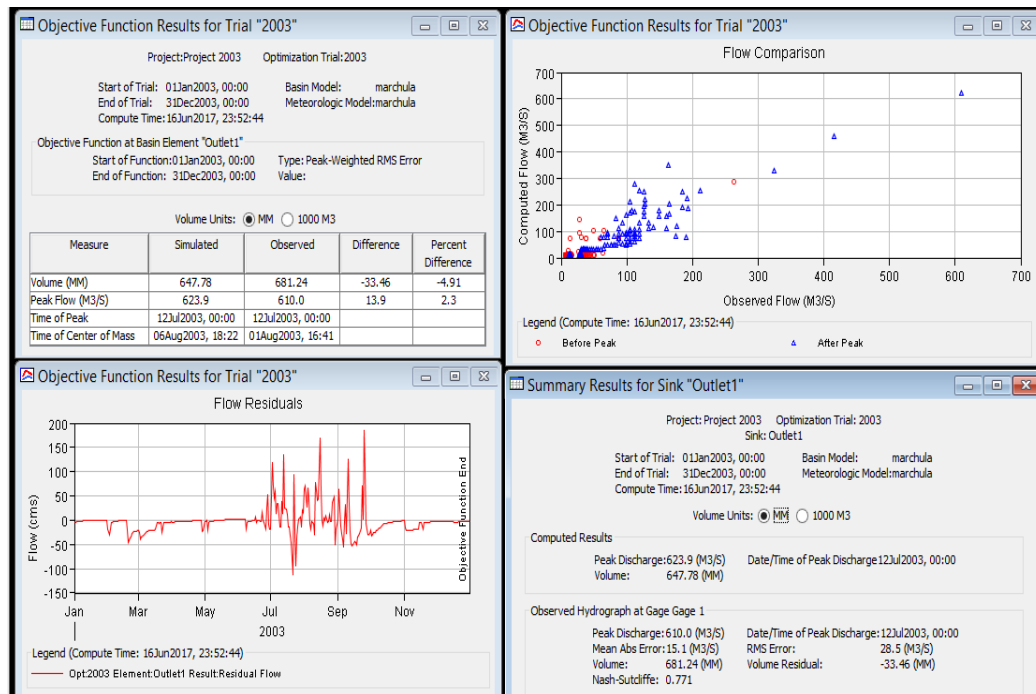 Objective Function Results for Trial "2003"
Project:Project 2003 Optimization Trial:2003
Start of Trial: 01Jan2003, 00:00 Basin Model: marchula
End of Trial: 31Dec2003, 00:00 Meteorologic Model:marchula
Compute Time:16Jun2017, 23:52:44
Objective Function at Basin Element "Outlet1"
Start of Function:01Jan2003, 00:00 Type: Peak-Weighted RMS Error
End of Function: 31Dec2003, 00:00 Value:
Volume Units: MM 1000 M3
Measure Simulated Observed Difference Percent Difference
Volume (MM) 647.78 681.24 -33.46 -4.91
Peak Flow (M3/S) 623.9 610.0 13.9 2.3
Time of Peak 12Jul2003, 00:00 12Jul2003, 00:00
Time of Center of Mass 06Aug2003, 18:22 01Aug2003, 16:41
Objective Function Results for Trial "2003"
Flow Comparison
Computed Flow (M3/S)
700
600
500
400
300
200
100
0
0 100 200 300 400 500 600 700
Observed Flow (M3/S)
Legend (Compute Time: 16Jun2017, 23:52:44)
Before Peak After Peak
Objective Function Results for Trial "2003"
Flow Residuals
Flow (cms)
200
150
100
50
0
-50
-100
-150
Objective Function End
Jan Mar May Jul Sep Nov
2003
Legend (Compute Time: 16Jun2017, 23:52:44)
Opt:2003 Element:Outlet1 Result:Residual Flow
Summary Results for Sink "Outlet1"
Project: Project 2003 Optimization Trial: 2003
Sink: Outlet1
Start of Trial: 01Jan2003, 00:00 Basin Model: marchula
End of Trial: 31Dec2003, 00:00 Meteorologic Model:marchula
Compute Time:16Jun2017, 23:52:44
Volume Units: MM 1000 M3
Computed Results
Peak Discharge:623.9 (M3/S) Date/Time of Peak Discharge12Jul2003, 00:00
Volume: 647.78 (MM)
Observed Hydrograph at Gage Gage 1
Peak Discharge:610.0 (M3/S) Date/Time of Peak Discharge:12Jul2003, 00:00
Mean Abs Error:15.1 (M3/S) RMS Error: 28.5 (M3/S)
Volume: 681.24 (MM) Volume Residual: -33.46 (MM)
Nash-Sutcliffe: 0.771